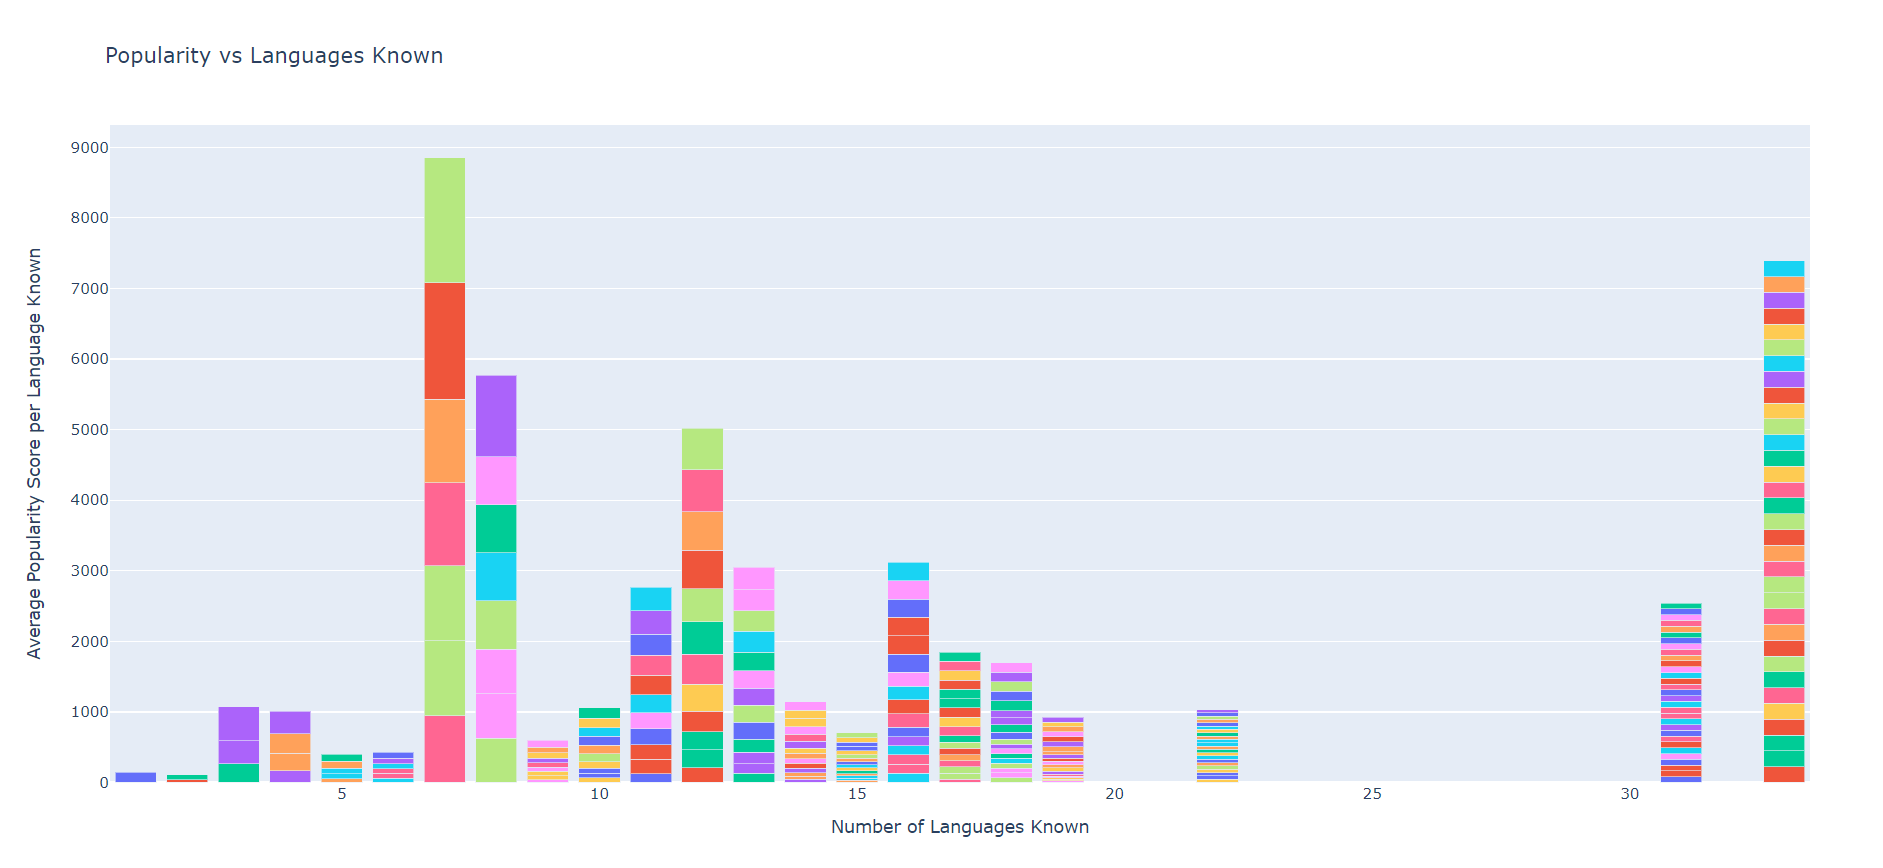 Popularity vs Languages Known
9000
8000
7000
6000
5000
4000
3000
2000
1000
0
Average Popularity Score per Language Known
5 10 15 20 25 30
Number of Languages Known